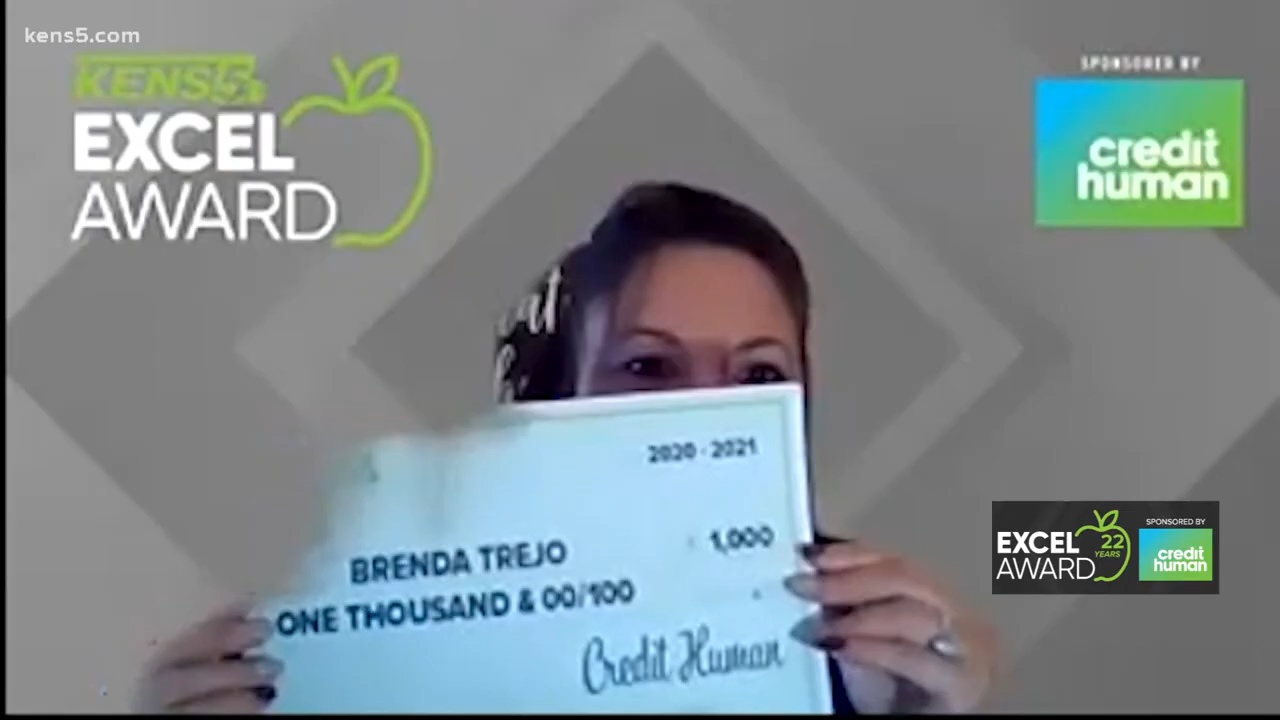 kens5.com
KENS5
EXCEL
AWARD
SPONSORED BY
credit
human
2020 - 2021
BRENDA TREJO
1,000
ONE THOUSAND & 00/100
Credit Human
EXCEL
AWARD
22
YEARS
SPONSORED BY
credit
human